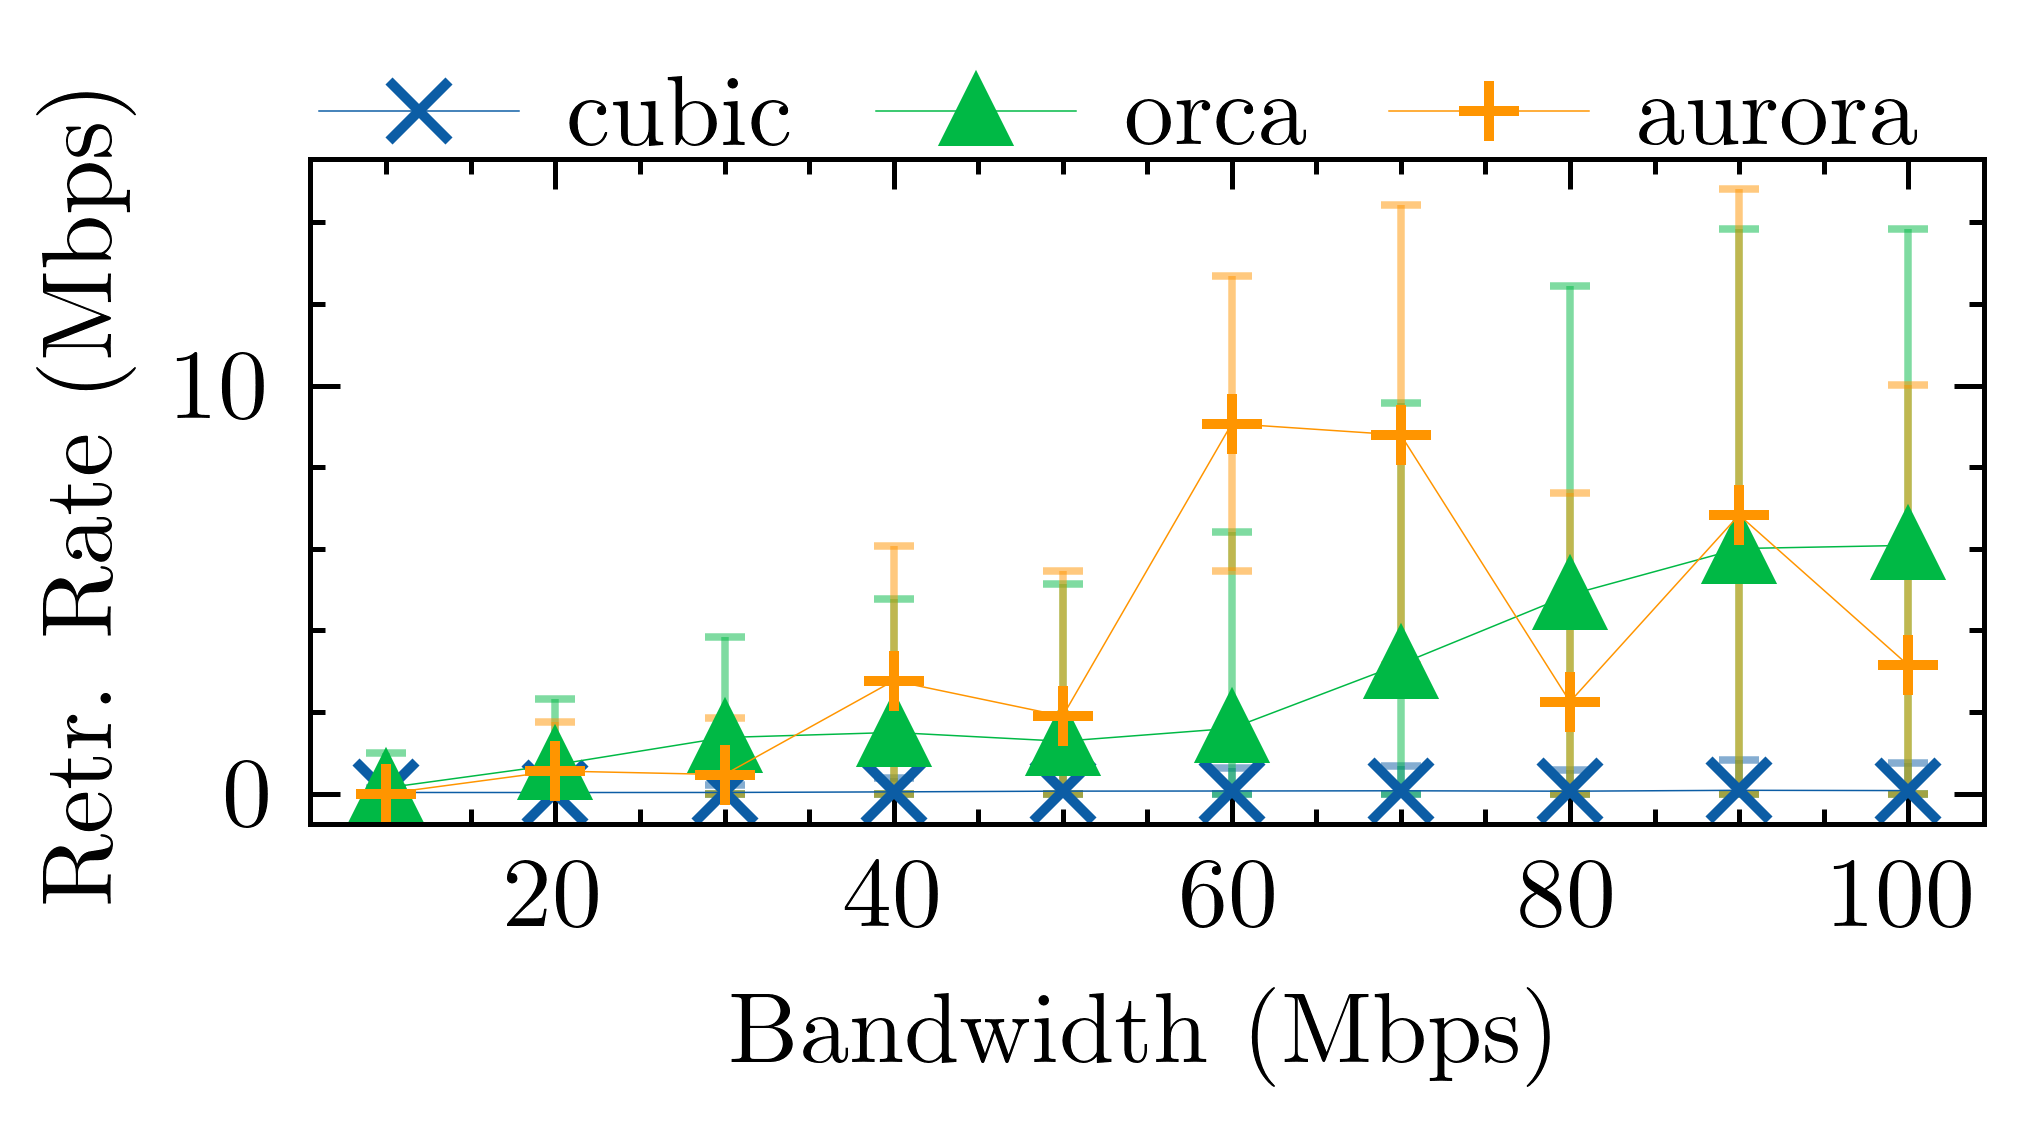 cubic orca aurora
Retr. Rate (Mbps)
10
0
20 40 60 80 100
Bandwidth (Mbps)